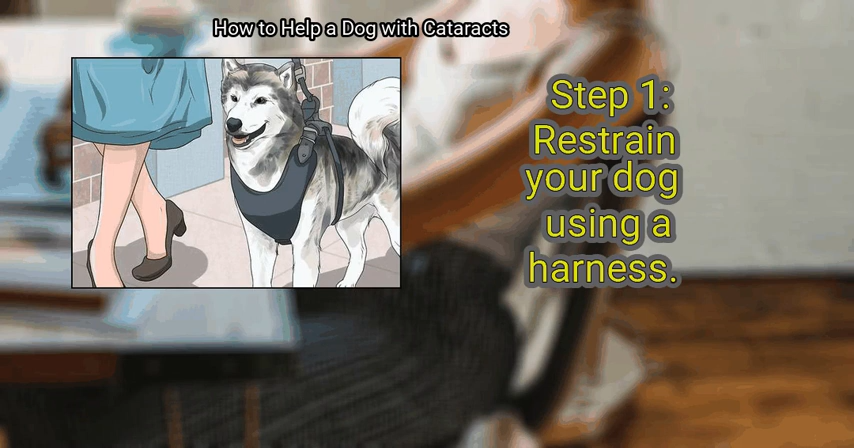 How to Help a Dog with Cataracts
Step 1:
Restrain
your dog
using a
harness.